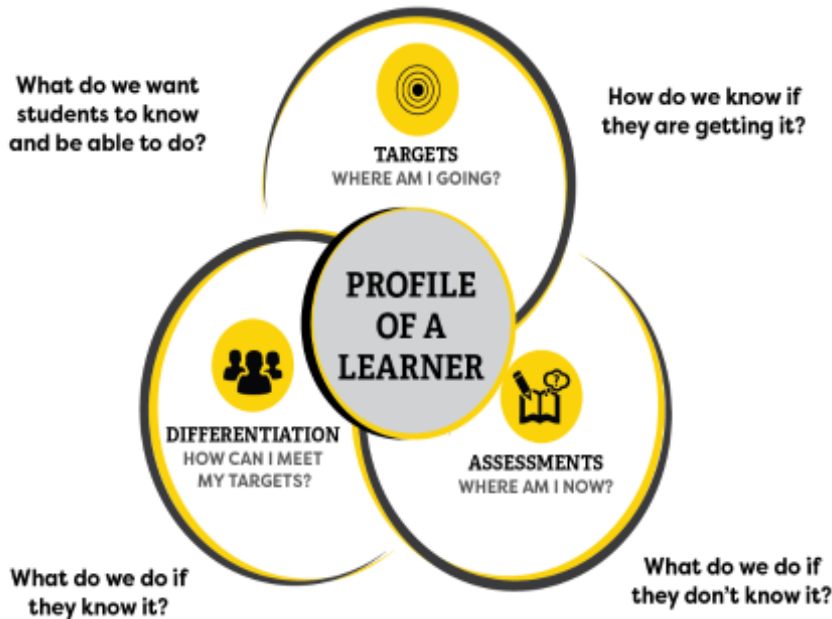 What do we want
students to know
and be able to do?
How do we know if
they are getting it?
TARGETS
WHERE AM I GOING?
PROFILE
OF A
LEARNER
?
DIFFERENTIATION
HOW CAN I MEET
MY TARGETS?
ASSESSMENTS
WHERE AM I NOW?
What do we do if
they know it?
What do we do if
they don't know it?